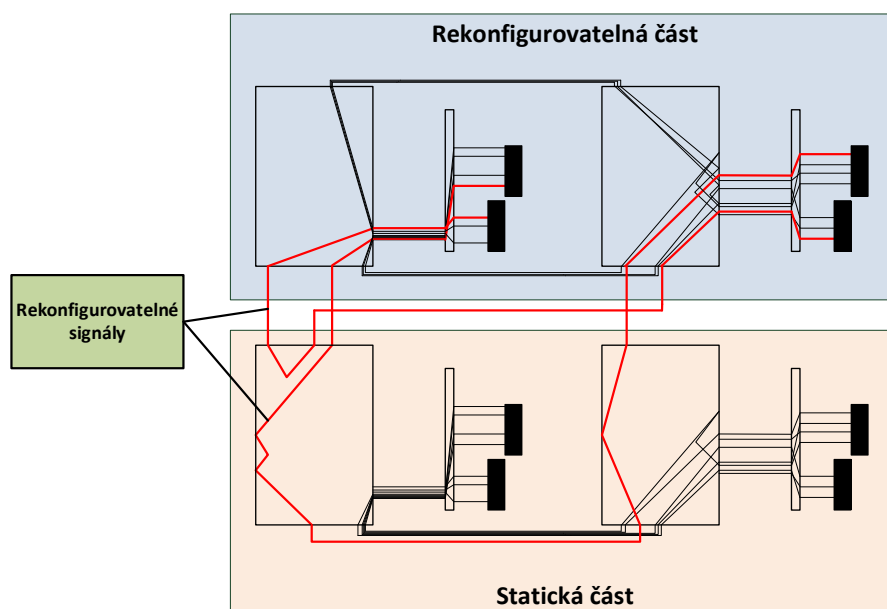 Rekonfigurovatelná část
Rekonfigurovatelné
signály
Statická část